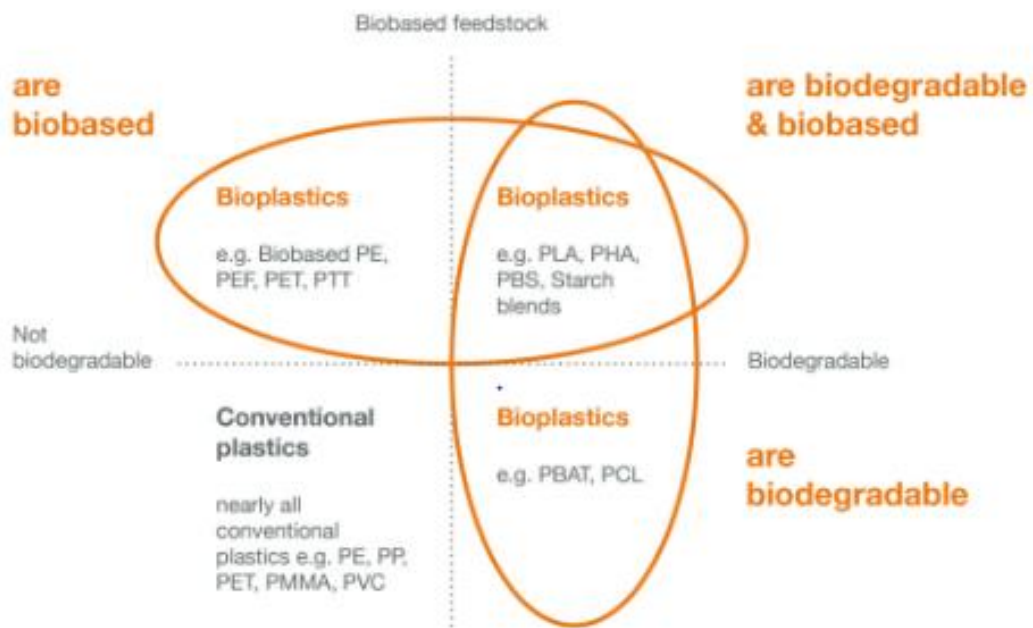 Biobased feedstock
are
biobased
are biodegradable
& biobased
Bioplastics
e.g. Biobased PE,
PEF, PET, PTT
Bioplastics
e.g. PLA, PHA,
PBS, Starch
blends
Not
biodegradable
Biodegradable
Conventional
plastics
nearly all
conventional
plastics e.g. PE, PP,
PET, PMMA, PVC
Bioplastics
e.g. PBAT, PCL
are
biodegradable